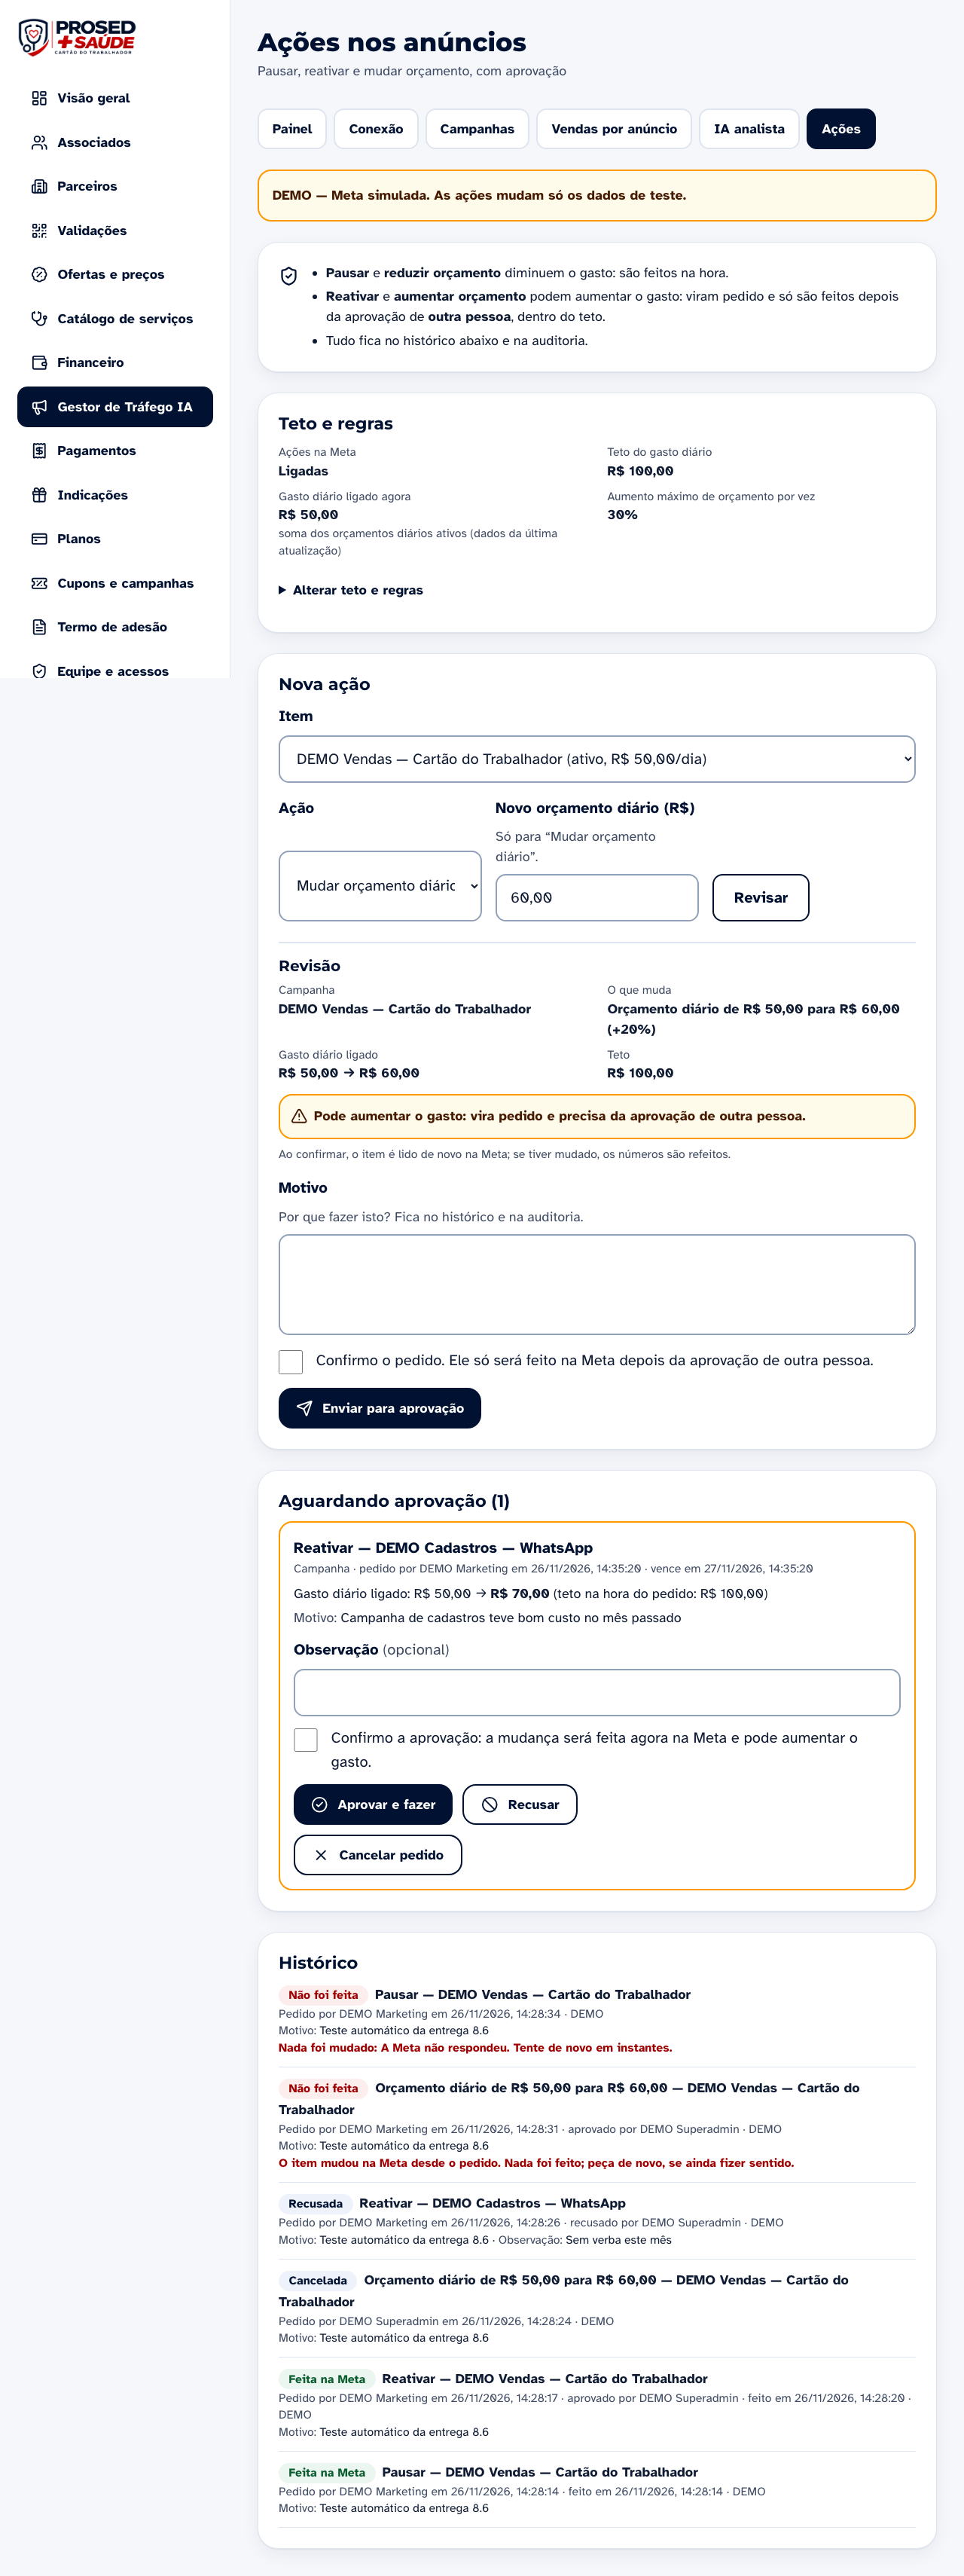 PROSED
+SAÚDE
CARTÃO DO TRABALHADOR
Visão geral
Associados
Parceiros
Validações
Ofertas e preços
Catálogo de serviços
Financeiro
Gestor de Tráfego IA
Pagamentos
Indicações
Planos
Cupons e campanhas
Termo de adesão
Equipe e acessos
Ações nos anúncios
Pausar, reativar e mudar orçamento, com aprovação
Painel
Conexão
Campanhas
Vendas por anúncio
IA analista
Ações
DEMO — Meta simulada. As ações mudam só os dados de teste.
• Pausar e reduzir orçamento diminuem o gasto: são feitos na hora.
• Reativar e aumentar orçamento podem aumentar o gasto: viram pedido e só são feitos depois
da aprovação de outra pessoa, dentro do teto.
• Tudo fica no histórico abaixo e na auditoria.
Teto e regras
Ações na Meta
Ligadas
Teto do gasto diário
R$ 100,00
Gasto diário ligado agora
R$ 50,00
soma dos orçamentos diários ativos (dados da última
atualização)
Aumento máximo de orçamento por vez
30%
Alterar teto e regras
Nova ação
Item
DEMO Vendas — Cartão do Trabalhador (ativo, R$ 50,00/dia)
Ação
Mudar orçamento diáric
Novo orçamento diário (R$)
Só para “Mudar orçamento
diário”.
60,00
Revisar
Revisão
Campanha
DEMO Vendas — Cartão do Trabalhador
O que muda
Orçamento diário de R$ 50,00 para R$ 60,00
(+20%)
Gasto diário ligado
R$ 50,00 → R$ 60,00
Teto
R$ 100,00
Pode aumentar o gasto: vira pedido e precisa da aprovação de outra pessoa.
Ao confirmar, o item é lido de novo na Meta; se tiver mudado, os números são refeitos.
Motivo
Por que fazer isto? Fica no histórico e na auditoria.
Confirmo o pedido. Ele só será feito na Meta depois da aprovação de outra pessoa.
Enviar para aprovação
Aguardando aprovação (1)
Reativar — DEMO Cadastros — WhatsApp
Campanha · pedido por DEMO Marketing em 26/11/2026, 14:35:20 · vence em 27/11/2026, 14:35:20
Gasto diário ligado: R$ 50,00 → R$ 70,00 (teto na hora do pedido: R$ 100,00)
Motivo: Campanha de cadastros teve bom custo no mês passado
Observação (opcional)
Confirmo a aprovação: a mudança será feita agora na Meta e pode aumentar o
gasto.
Aprovar e fazer
Recusar
Cancelar pedido
Histórico
Não foi feita Pausar — DEMO Vendas — Cartão do Trabalhador
Pedido por DEMO Marketing em 26/11/2026, 14:28:34 · DEMO
Motivo: Teste automático da entrega 8.6
Nada foi mudado: A Meta não respondeu. Tente de novo em instantes.
Não foi feita Orçamento diário de R$ 50,00 para R$ 60,00 — DEMO Vendas — Cartão do
Trabalhador
Pedido por DEMO Marketing em 26/11/2026, 14:28:31 · aprovado por DEMO Superadmin · DEMO
Motivo: Teste automático da entrega 8.6
O item mudou na Meta desde o pedido. Nada foi feito; peça de novo, se ainda fizer sentido.
Recusada Reativar — DEMO Cadastros — WhatsApp
Pedido por DEMO Marketing em 26/11/2026, 14:28:26 · recusado por DEMO Superadmin · DEMO
Motivo: Teste automático da entrega 8.6 · Observação: Sem verba este mês
Cancelada Orçamento diário de R$ 50,00 para R$ 60,00 — DEMO Vendas — Cartão do
Trabalhador
Pedido por DEMO Superadmin em 26/11/2026, 14:28:24 · DEMO
Motivo: Teste automático da entrega 8.6
Feita na Meta Reativar — DEMO Vendas — Cartão do Trabalhador
Pedido por DEMO Marketing em 26/11/2026, 14:28:17 · aprovado por DEMO Superadmin · feito em 26/11/2026, 14:28:20 ·
DEMO
Motivo: Teste automático da entrega 8.6
Feita na Meta Pausar — DEMO Vendas — Cartão do Trabalhador
Pedido por DEMO Marketing em 26/11/2026, 14:28:14 · feito em 26/11/2026, 14:28:14 · DEMO
Motivo: Teste automático da entrega 8.6